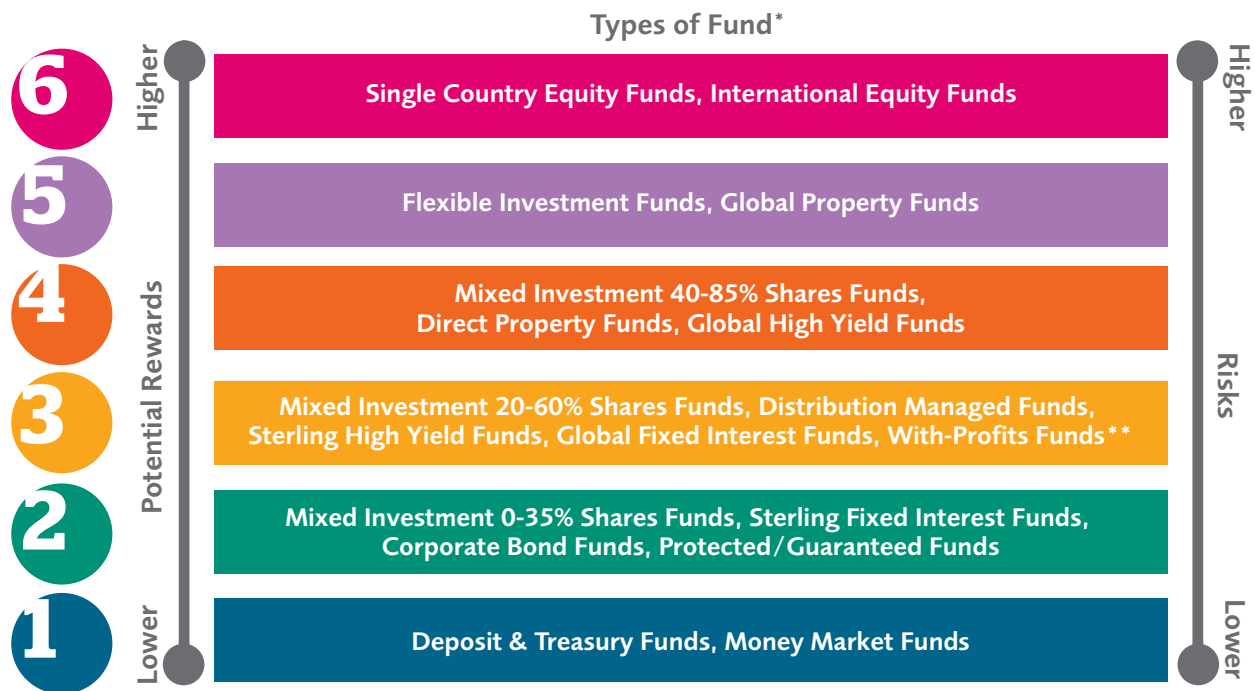 Types of Fund*
Higher
Higher
6
Single Country Equity Funds, International Equity Funds
5
Flexible Investment Funds, Global Property Funds
4
Mixed Investment 40-85% Shares Funds,
Direct Property Funds, Global High Yield Funds
Potential Rewards
Risks
3
Mixed Investment 20-60% Shares Funds, Distribution Managed Funds,
Sterling High Yield Funds, Global Fixed Interest Funds, With-Profits Funds**
2
Mixed Investment 0-35% Shares Funds, Sterling Fixed Interest Funds,
Corporate Bond Funds, Protected/Guaranteed Funds
1
Deposit & Treasury Funds, Money Market Funds
Lower
Lower